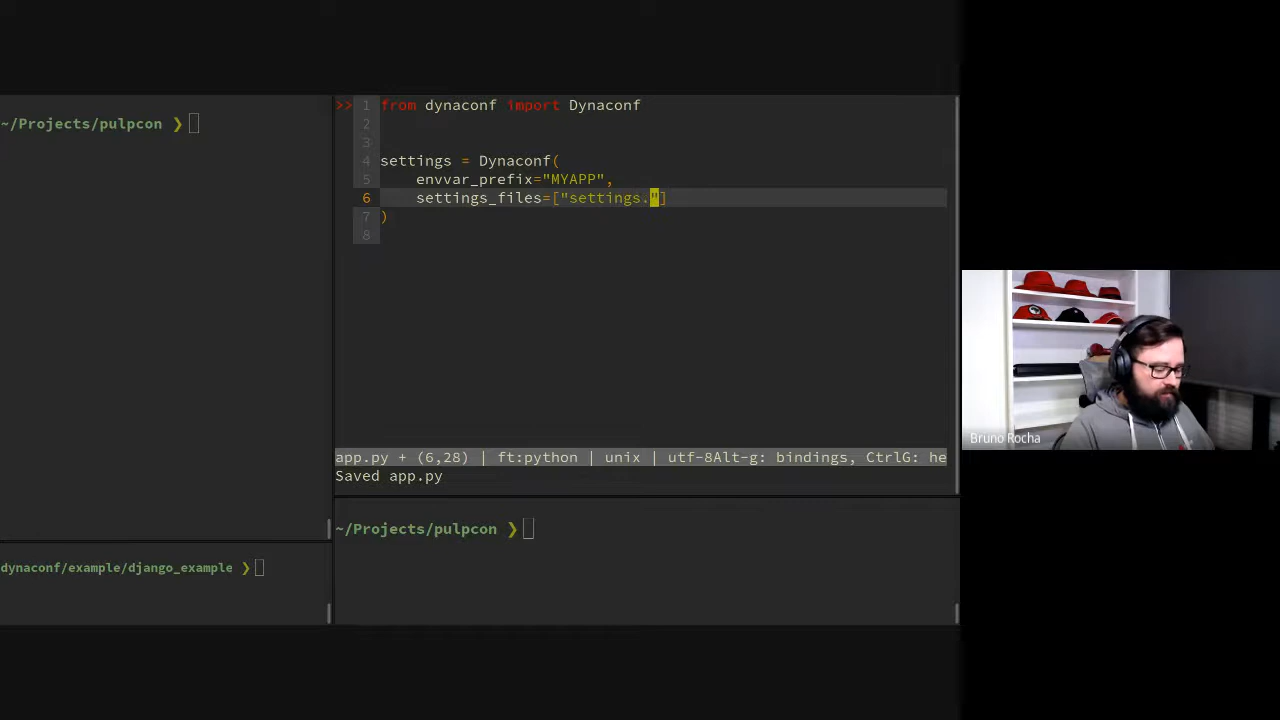 ~/Projects/pulpcon ❯
>> 1 from dynaconf import Dynaconf
2
3
4 settings = Dynaconf(
5 envvar_prefix="MYAPP",
6 settings_files=["settings."]
7 )
8
app.py + (6,28) | ft:python | unix | utf-8Alt-g: bindings, CtrlG: he
Saved app.py
~/Projects/pulpcon ❯
dynaconf/example/django_example ❯
Bruno Rocha